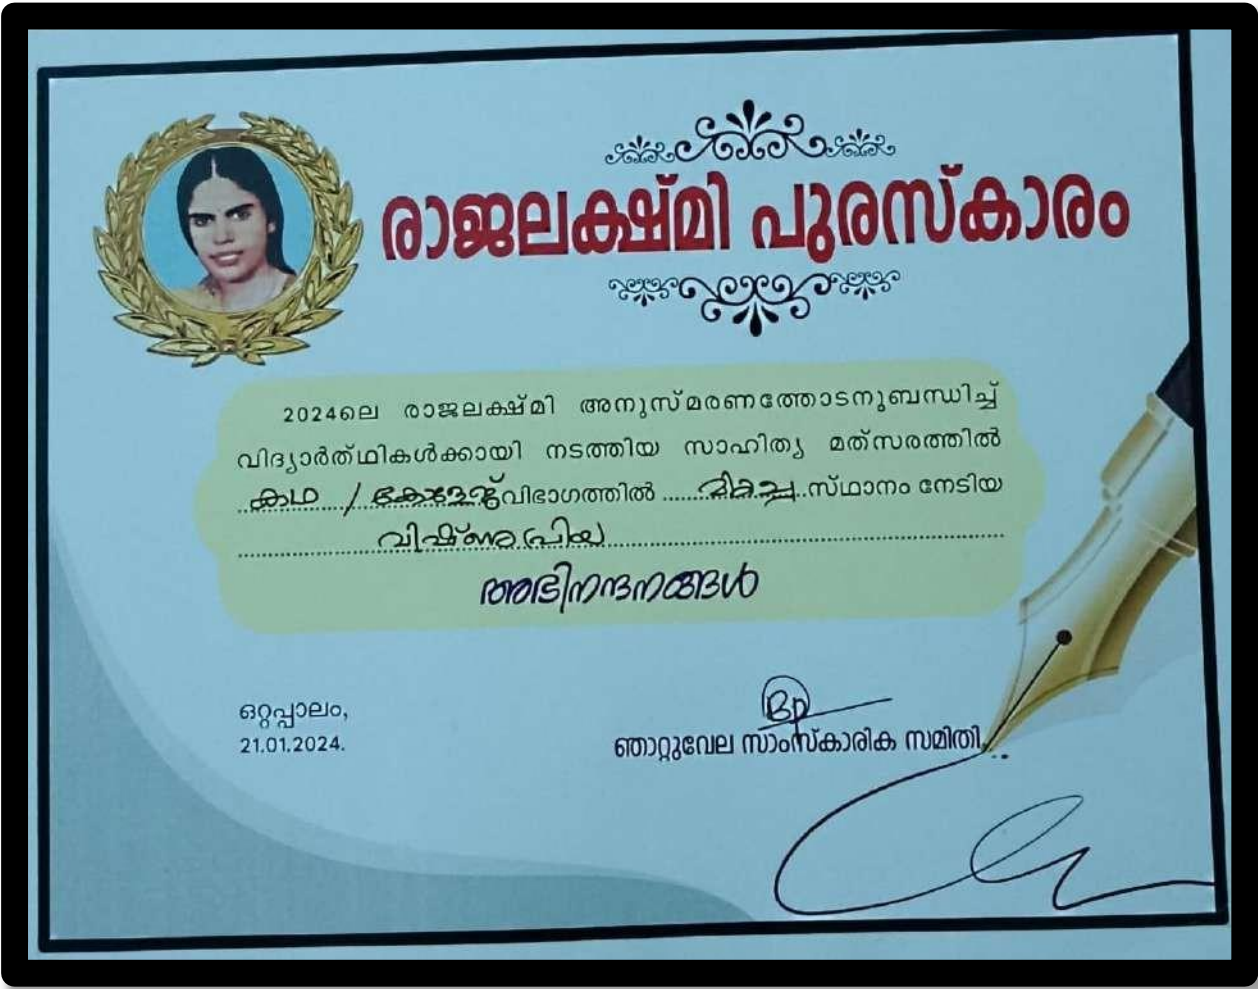 രാജലക്ഷ്മി പുരസ്കാരം
2024ലെ രാജലക്ഷ്മി അനുസ്മരണത്തോടനുബന്ധിച്ച്
വിദ്യാർത്ഥികൾക്കായി നടത്തിയ സാഹിത്യ മത്സരത്തിൽ
കഥ / കോളേജ് വിഭാഗത്തിൽ ...... മികച്ച ..സ്ഥാനം നേടിയ
വിഷ്ണുപ്രിയ
അഭിനന്ദനങ്ങൾ
ഒറ്റപ്പാലം,
21.01.2024.
ഞാറ്റുവേല സാംസ്കാരിക സമിതി